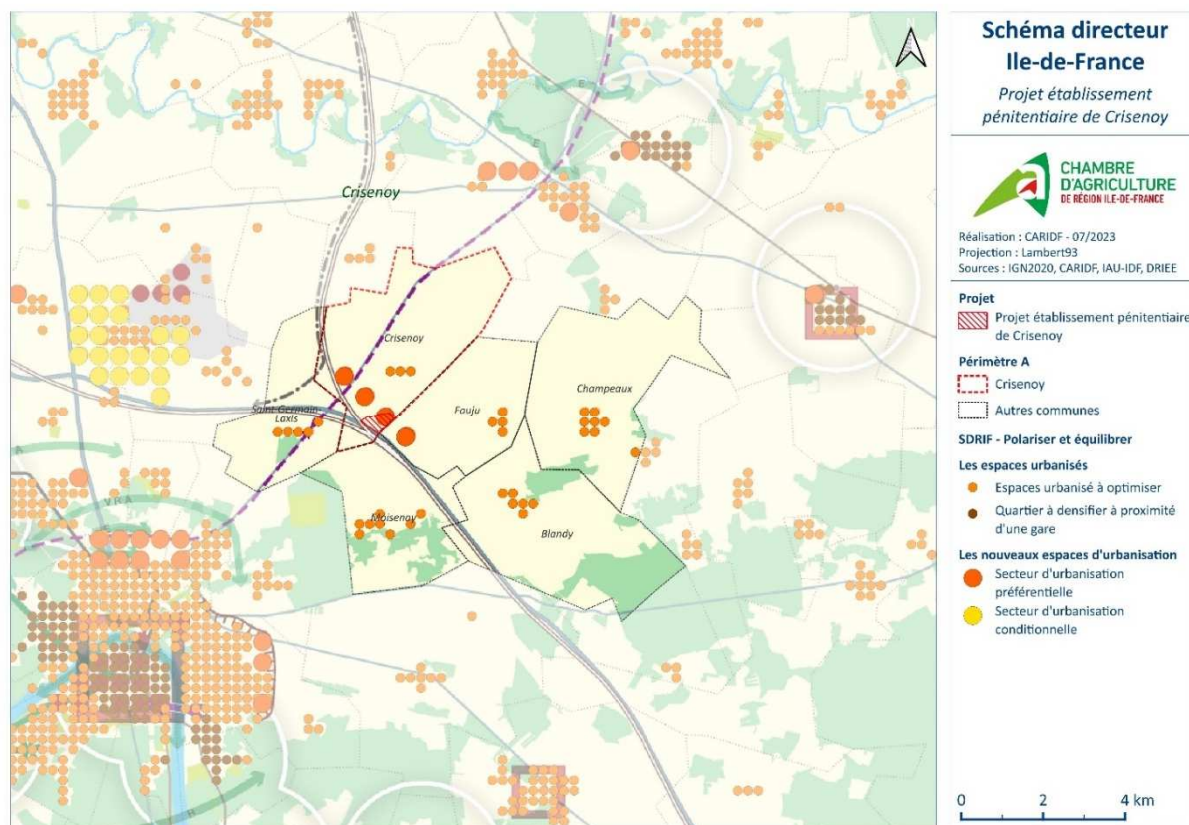 Crisenoy
Crisenoy
Saint-Germain-
Laxis
Fouju
Champeaux
Moisenay
Blandy
VRA
E
E
E
A
R
Schéma directeur
Ile-de-France
Projet établissement
pénitentiaire de Crisenoy
CHAMBRE
D'AGRICULTURE
DE RÉGION ILE-DE-FRANCE
Réalisation : CARIDF - 07/2023
Projection : Lambert93
Sources : IGN2020, CARIDF, IAU-IDF, DRIEE
Projet
Projet établissement pénitentiaire
de Crisenoy
Périmètre A
Crisenoy
Autres communes
SDRIF - Polariser et équilibrer
Les espaces urbanisés
Espaces urbanisé à optimiser
Quartier à densifier à proximité
d'une gare
Les nouveaux espaces d'urbanisation
Secteur d'urbanisation
préférentielle
Secteur d'urbanisation
conditionnelle
0 2 4 km